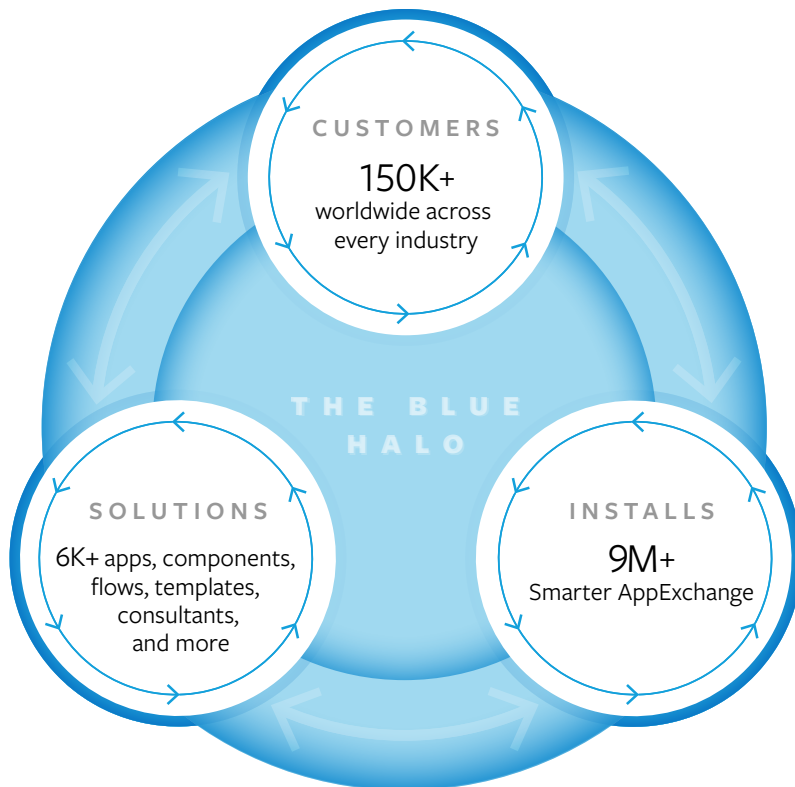 CUSTOMERS
150K+
worldwide across
every industry
THE BLUE
HALO
SOLUTIONS
6K+ apps, components,
flows, templates,
consultants,
and more
INSTALLS
9M+
Smarter AppExchange